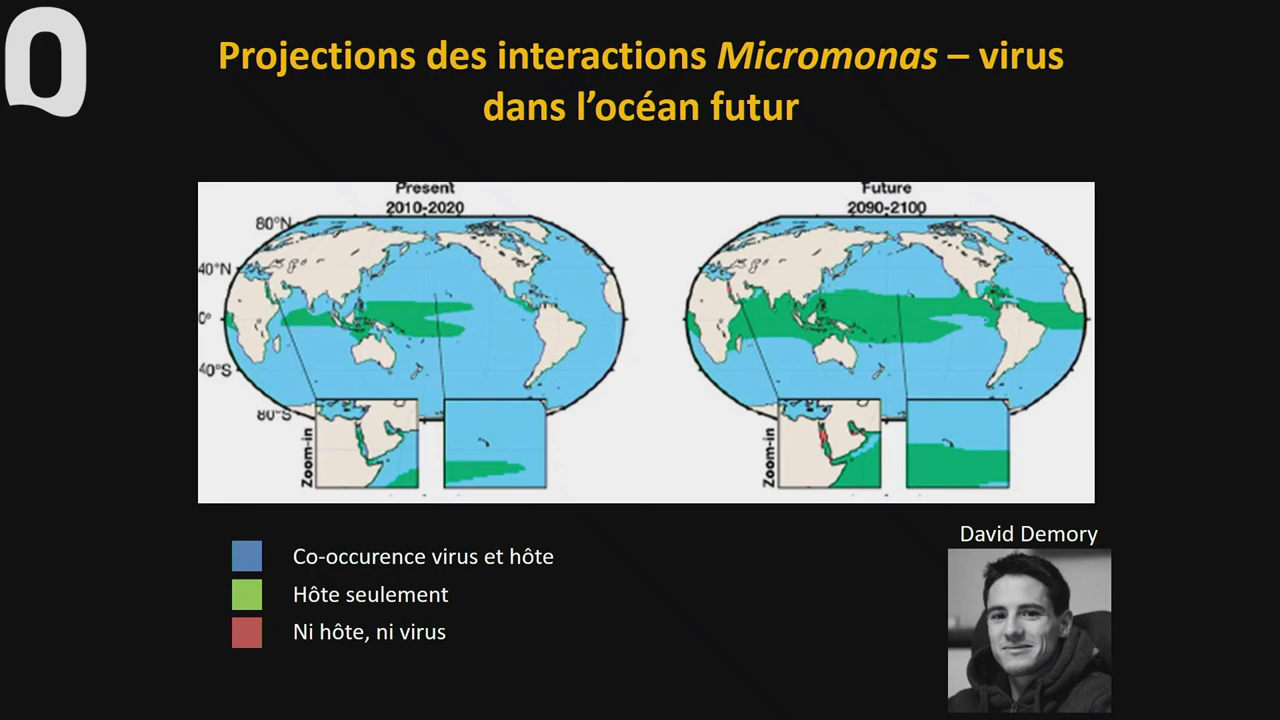 Q
Projections des interactions Micromonas – virus
dans l’océan futur
Present
2010-2020
Future
2090-2100
80°N
40°N
0°
40°S
80°S
Zoom-in
Zoom-in
Co-occurence virus et hôte
Hôte seulement
Ni hôte, ni virus
David Demory